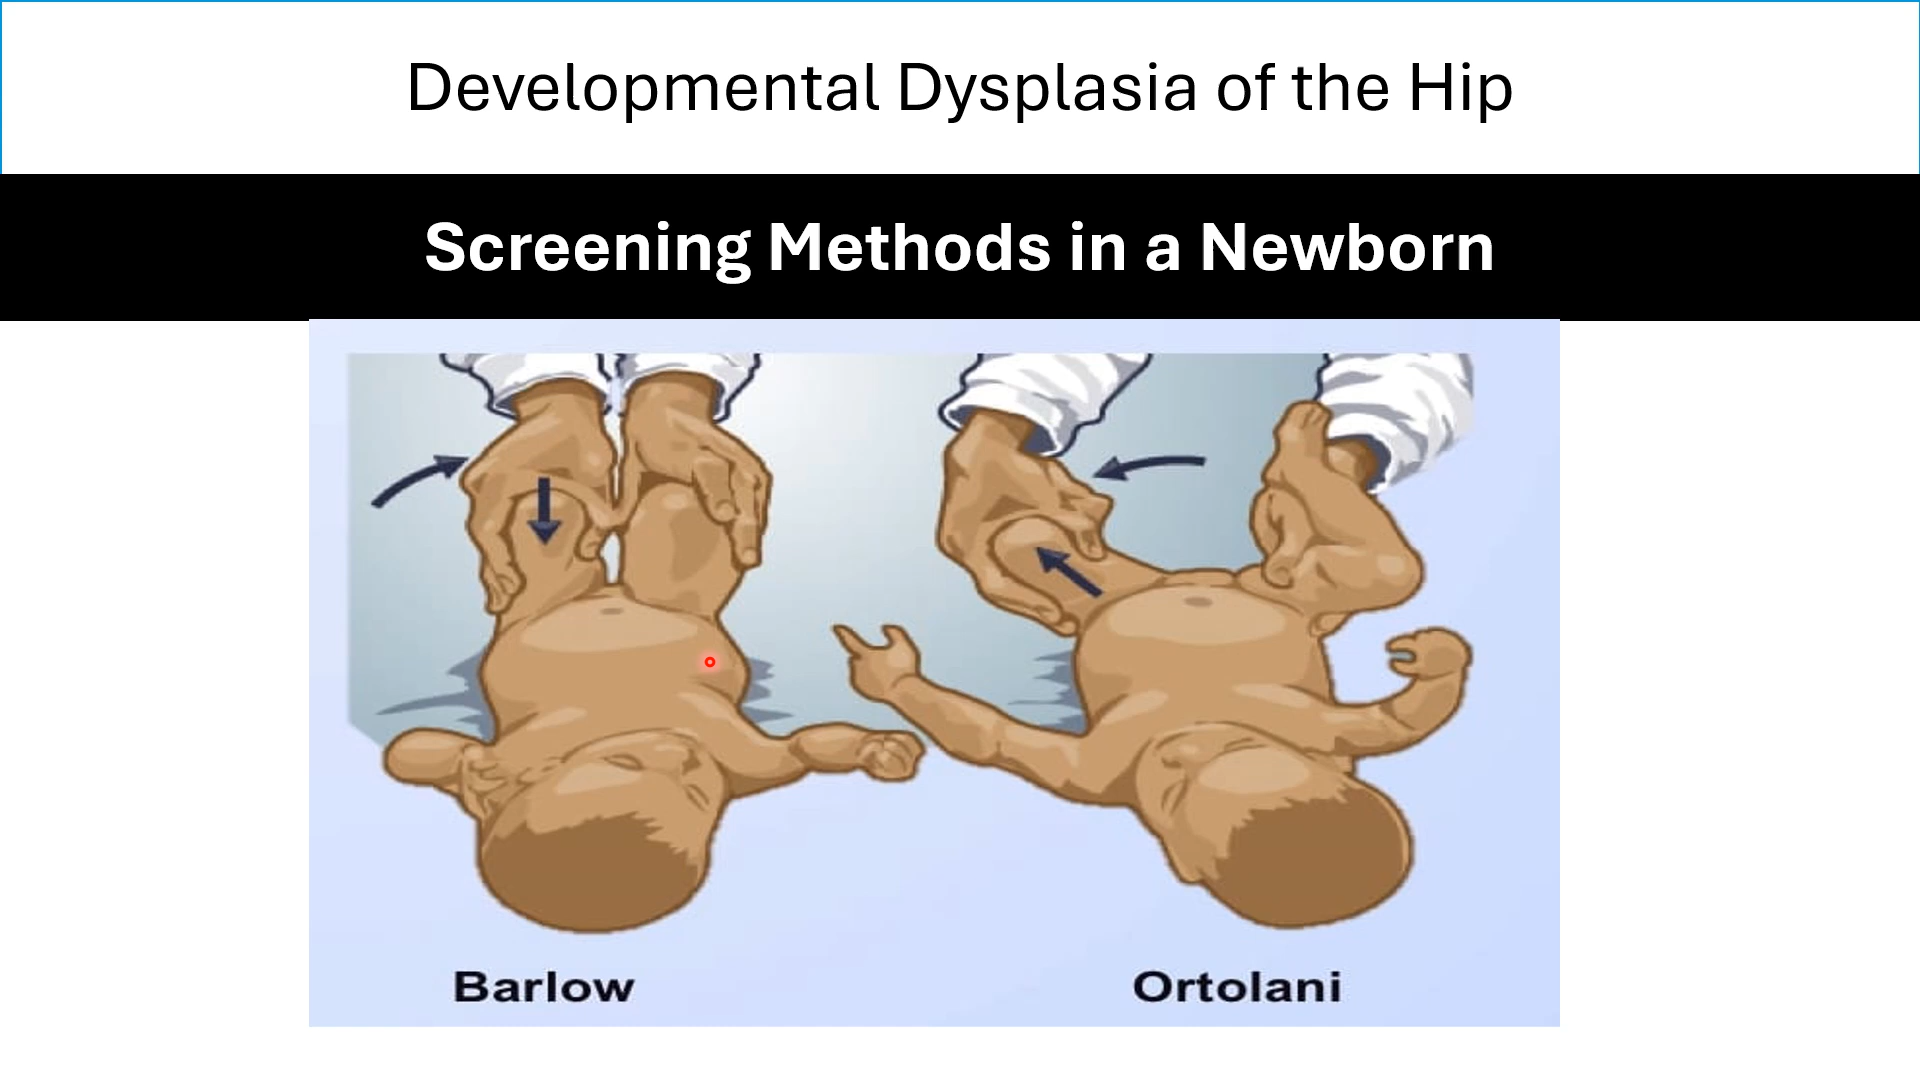 Developmental Dysplasia of the Hip
Screening Methods in a Newborn
Barlow
Ortolani